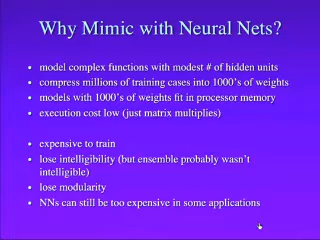 Why Mimic with Neural Nets?
• model complex functions with modest # of hidden units
• compress millions of training cases into 1000's of weights
• models with 1000's of weights fit in processor memory
• execution cost low (just matrix multiplies)
• expensive to train
• lose intelligibility (but ensemble probably wasn't
intelligible)
• lose modularity
• NNs can still be too expensive in some applications